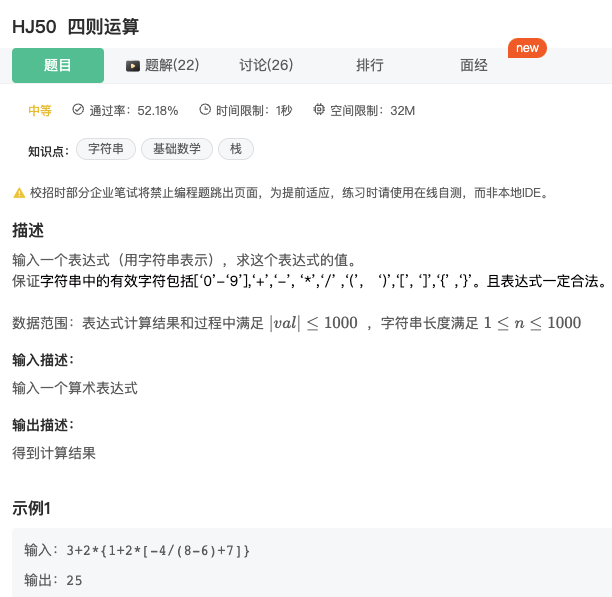 HJ50 四则运算
题目 题解(22) 讨论(26) 排行 面经 new
中等 通过率：52.18% 时间限制：1秒 空间限制：32M
知识点： 字符串 基础数学 栈
校招时部分企业笔试将禁止编程题跳出页面，为提前适应，练习时请使用在线自测，而非本地IDE。
描述
输入一个表达式（用字符串表示），求这个表达式的值。
保证字符串中的有效字符包括[‘0’-‘9’],‘+’,‘-’, ‘*’,‘/’ ,‘(’， ‘)’,‘[’, ‘]’,‘{’ ,‘}’。且表达式一定合法。
数据范围：表达式计算结果和过程中满足 |val| ≤ 1000 ，字符串长度满足 1 ≤ n ≤ 1000
输入描述：
输入一个算术表达式
输出描述：
得到计算结果
示例1
输入：3+2*{1+2*[-4/(8-6)+7]}
输出：25